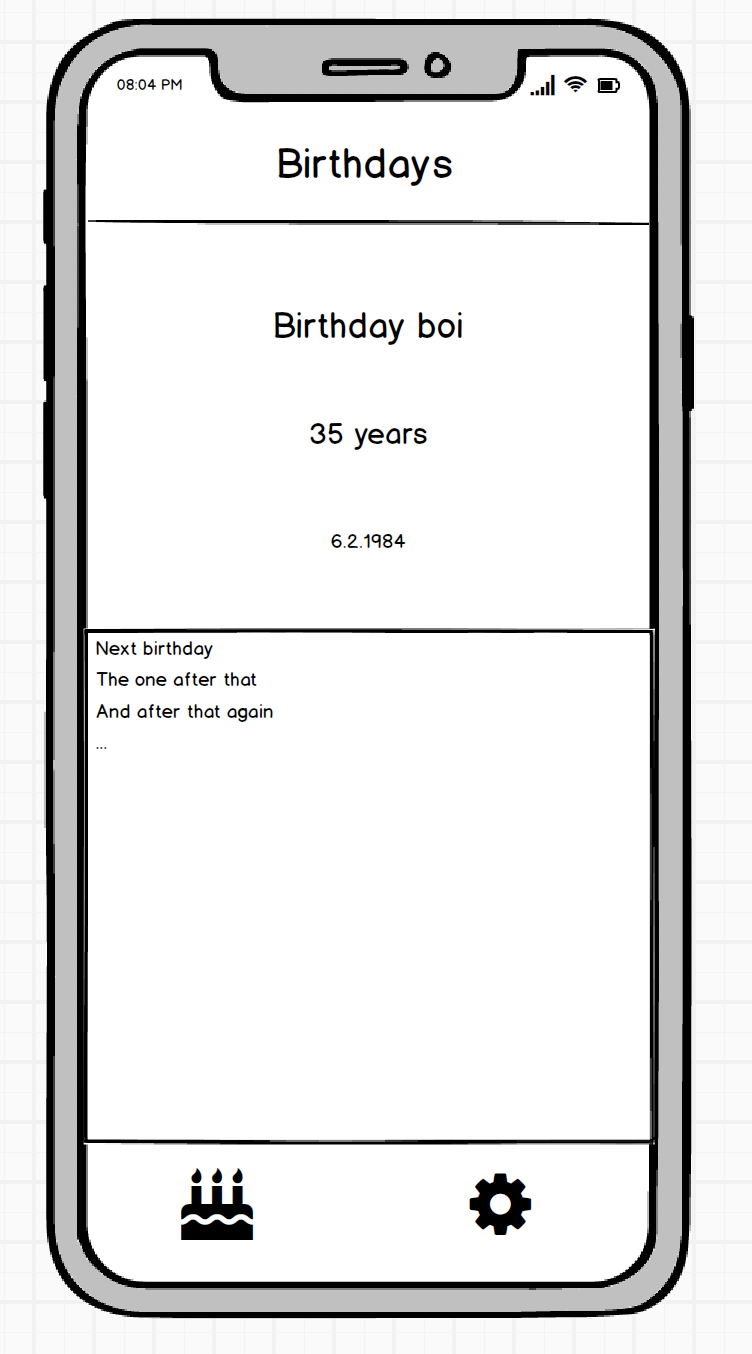 08:04 PM
Birthdays
Birthday boi
35 years
6.2.1984
Next birthday
The one after that
And after that again
...